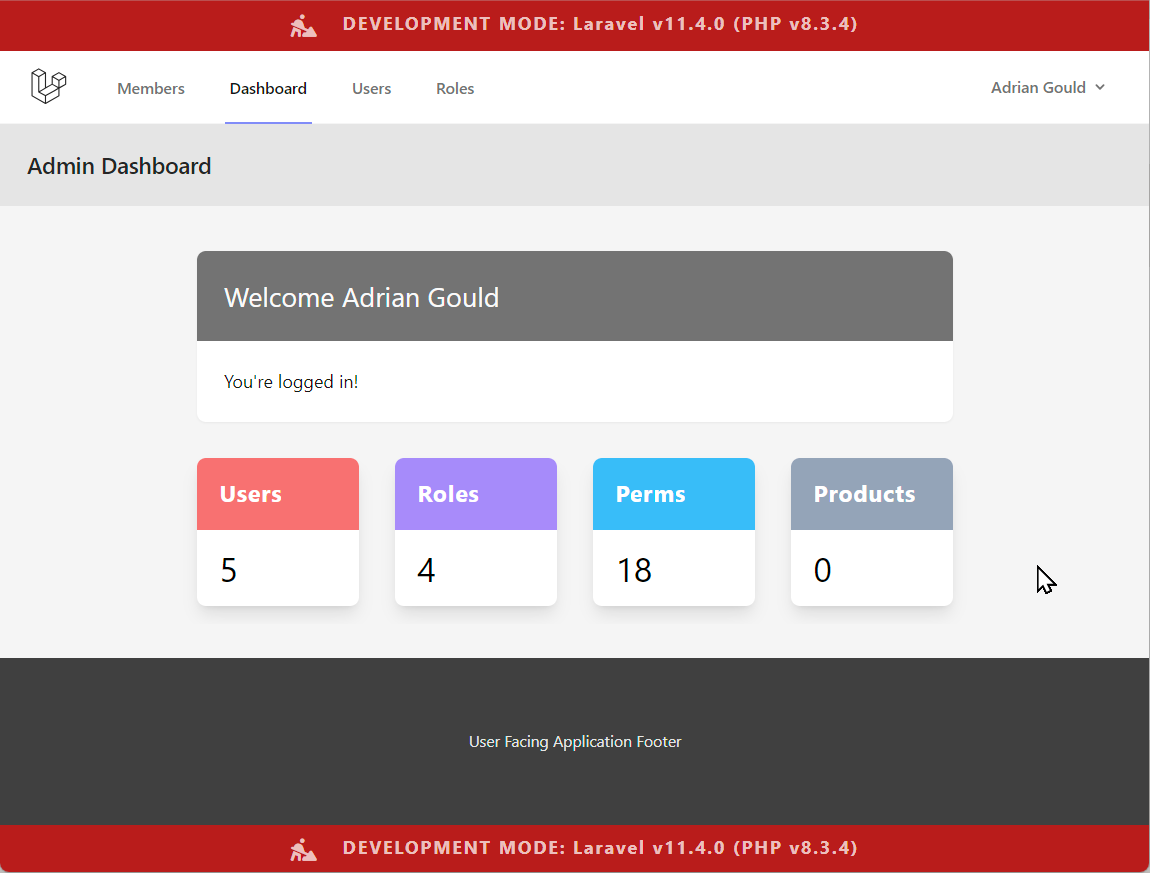 DEVELOPMENT MODE: Laravel v11.4.0 (PHP v8.3.4)
Members Dashboard Users Roles Adrian Gould
Admin Dashboard
Welcome Adrian Gould
You're logged in!
Users Roles Perms Products
5 4 18 0
User Facing Application Footer
DEVELOPMENT MODE: Laravel v11.4.0 (PHP v8.3.4)